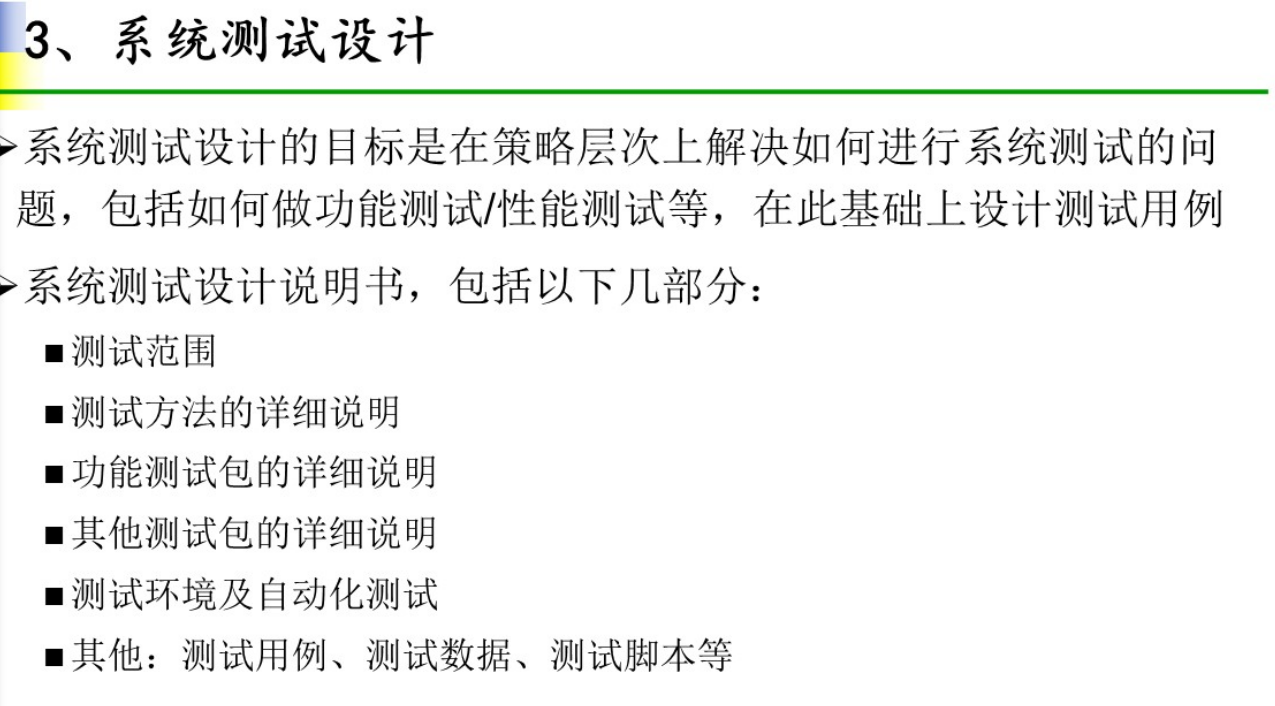 3、系统测试设计
➢系统测试设计的目标是在策略层次上解决如何进行系统测试的问
题，包括如何做功能测试/性能测试等，在此基础上设计测试用例
➢系统测试设计说明书，包括以下几部分：
■测试范围
■测试方法的详细说明
■功能测试包的详细说明
■其他测试包的详细说明
■测试环境及自动化测试
■其他：测试用例、测试数据、测试脚本等